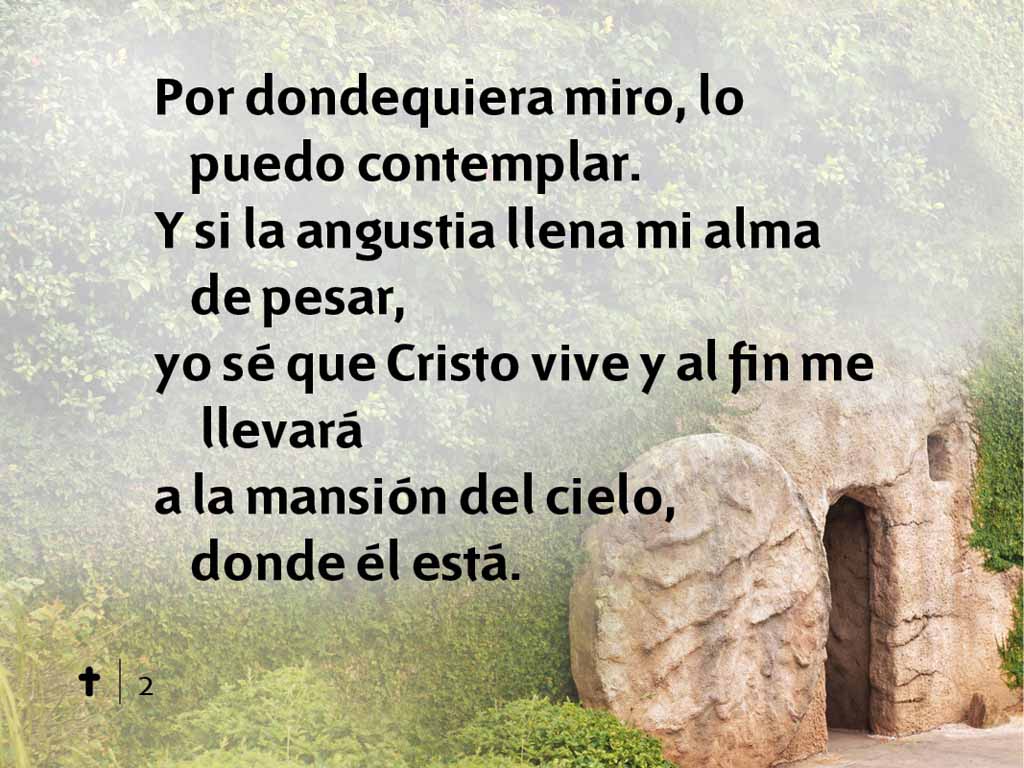 Por dondequiera miro, lo
puedo contemplar.
Y si la angustia llena mi alma
de pesar,
yo sé que Cristo vive y al fin me
llevará
a la mansión del cielo,
donde él está.
2